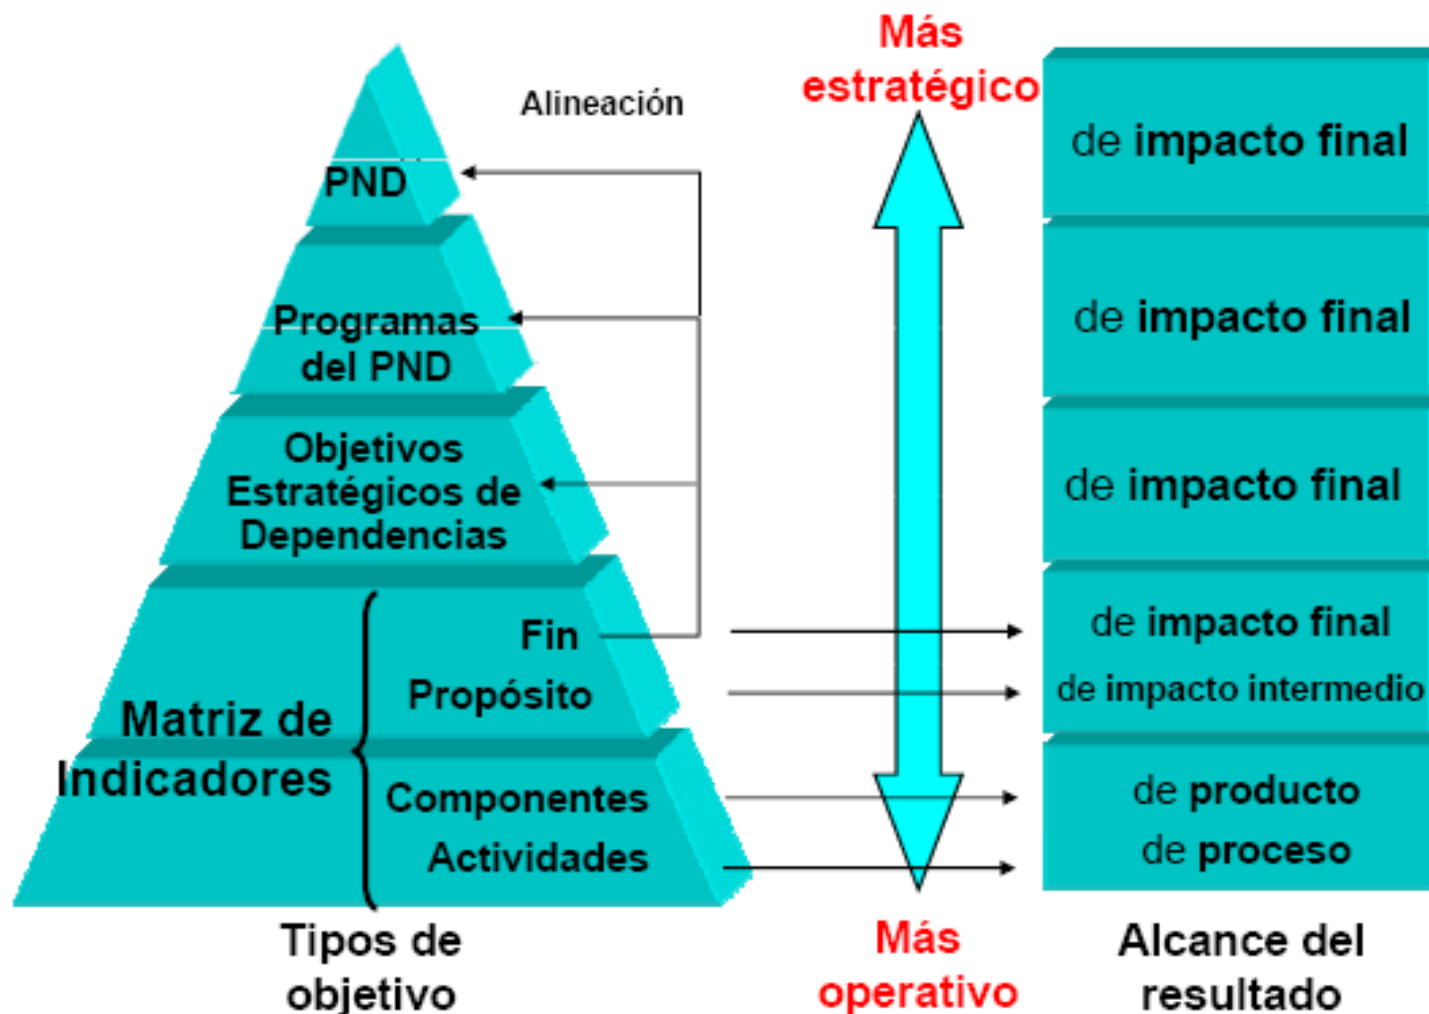 Alineación
PND
Programas
del PND
Objetivos
Estratégicos de
Dependencias
Matriz de
Indicadores
Fin
Propósito
Componentes
Actividades
Tipos de
objetivo
Más
estratégico
Más
operativo
de impacto final
de impacto final
de impacto final
de impacto final
de impacto intermedio
de producto
de proceso
Alcance del
resultado